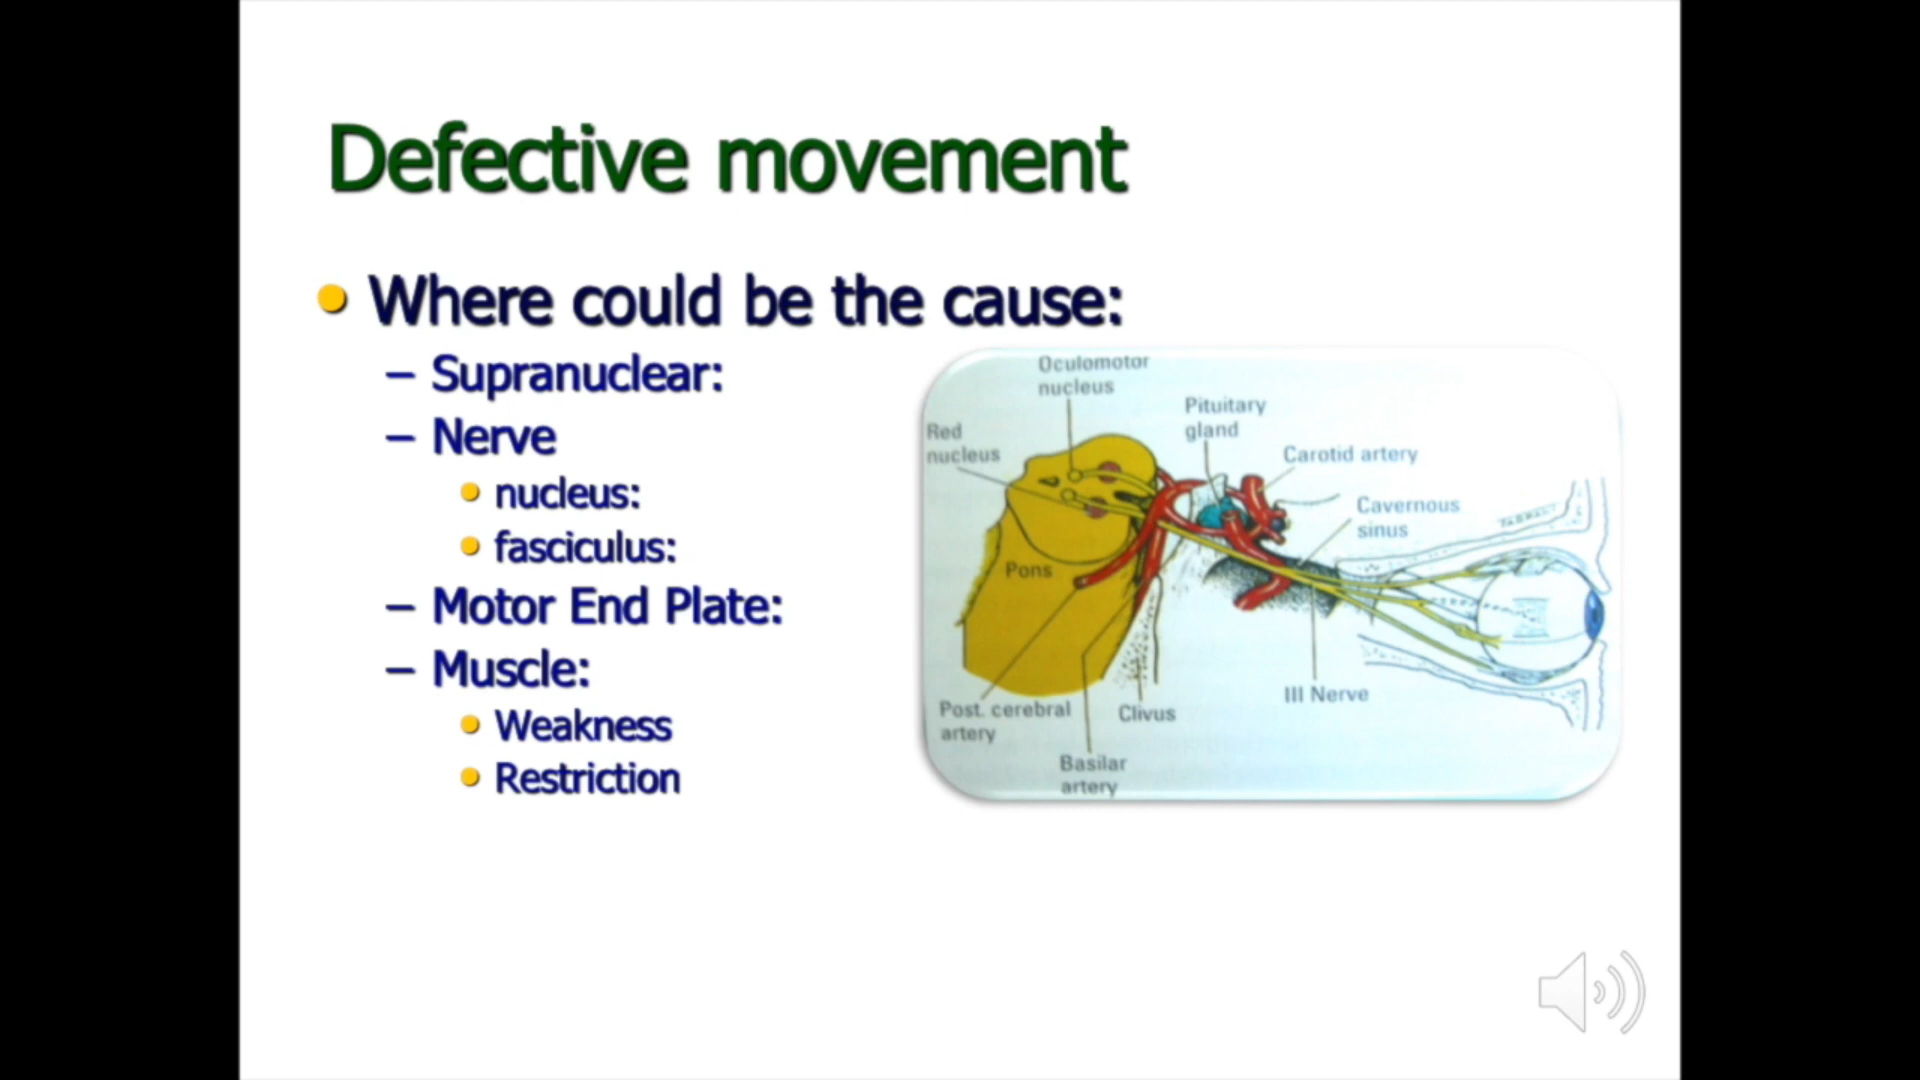 Defective movement
• Where could be the cause:
– Supranuclear:
– Nerve
• nucleus:
• fasciculus:
– Motor End Plate:
– Muscle:
• Weakness
• Restriction
Oculomotor
nucleus
Pituitary
gland
Red
nucleus
Carotid artery
Cavernous
sinus
Pons
III Nerve
Post. cerebral
artery
Clivus
Basilar
artery